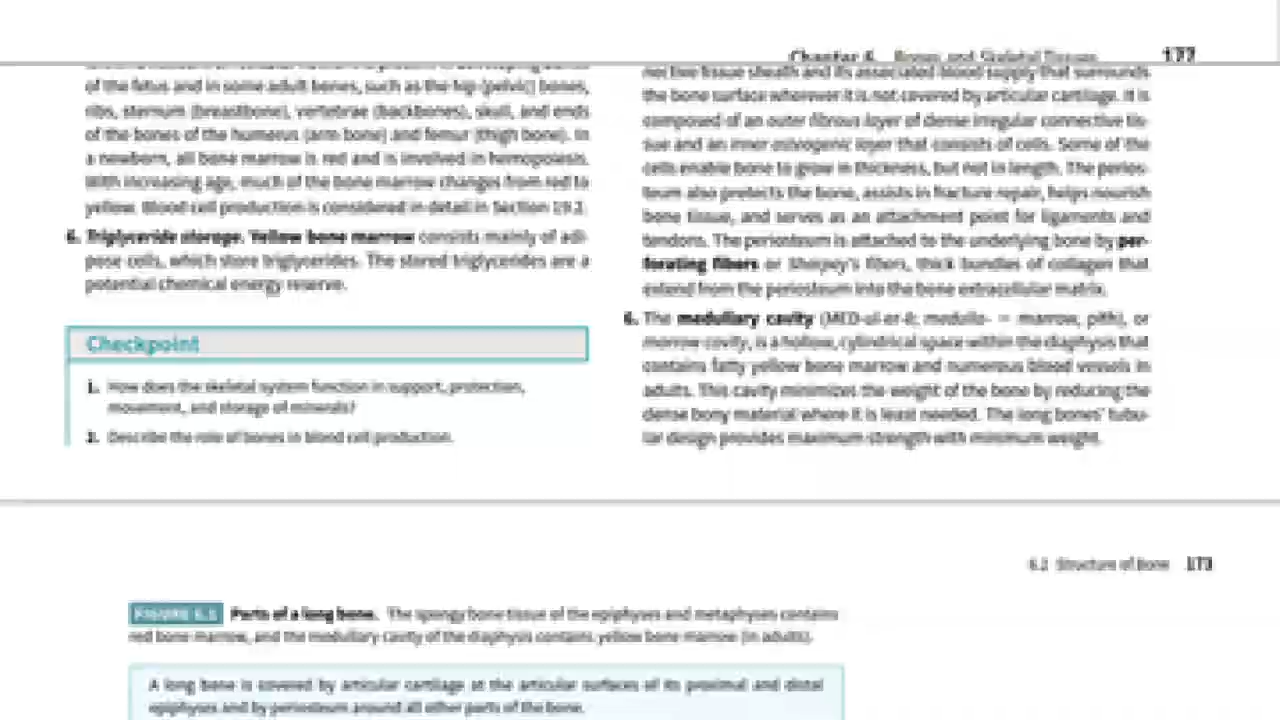 Chapter 6 Bones and Skeletal Tissues 177
of the fetus and in some adult bones, such as the hip (pelvic) bones,
ribs, sternum (breastbone), vertebrae (backbones), skull, and ends
of the bones of the humerus (arm bone) and femur (thigh bone). In
a newborn, all bone marrow is red and is involved in hemopoiesis.
With increasing age, much of the bone marrow changes from red to
yellow. Blood cell production is considered in detail in Section 19.2.
6. Triglyceride storage. Yellow bone marrow consists mainly of adi-
pose cells, which store triglycerides. The stored triglycerides are a
potential chemical energy reserve.
Checkpoint
1. How does the skeletal system function in support, protection,
movement, and storage of minerals?
2. Describe the role of bones in blood cell production.
nective tissue sheath and its associated blood supply that surrounds
the bone surface wherever it is not covered by articular cartilage. It is
composed of an outer fibrous layer of dense irregular connective tis-
sue and an inner osteogenic layer that consists of cells. Some of the
cells enable bone to grow in thickness, but not in length. The perios-
teum also protects the bone, assists in fracture repair, helps nourish
bone tissue, and serves as an attachment point for ligaments and
tendons. The periosteum is attached to the underlying bone by per-
forating fibers or Sharpey's fibers, thick bundles of collagen that
extend from the periosteum into the bone extracellular matrix.
6. The medullary cavity (MED-ul-er-ē; medulla- = marrow, pith), or
marrow cavity, is a hollow, cylindrical space within the diaphysis that
contains fatty yellow bone marrow and numerous blood vessels in
adults. This cavity minimizes the weight of the bone by reducing the
dense bony material where it is least needed. The long bones' tubu-
lar design provides maximum strength with minimum weight.
6.2 Structure of Bone 173
FIGURE 6.1 Parts of a long bone. The spongy bone tissue of the epiphyses and metaphyses contains
red bone marrow, and the medullary cavity of the diaphysis contains yellow bone marrow (in adults).
A long bone is covered by articular cartilage at the articular surfaces of its proximal and distal
epiphyses and by periosteum around all other parts of the bone.